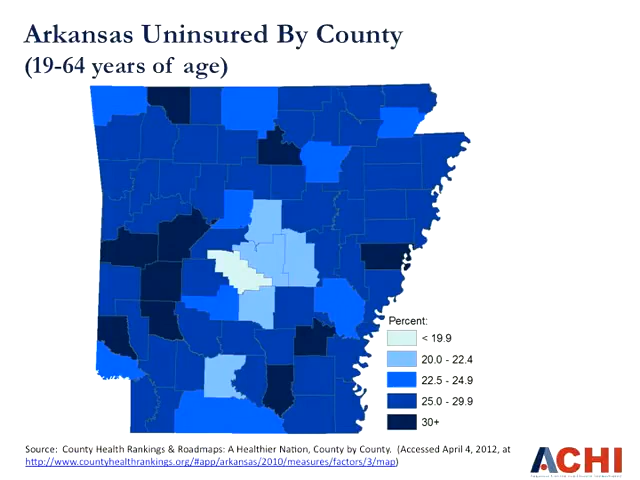 Arkansas Uninsured By County
(19-64 years of age)
Percent:
< 19.9
20.0 - 22.4
22.5 - 24.9
25.0 - 29.9
30+
Source: County Health Rankings & Roadmaps: A Healthier Nation, County by County. (Accessed April 4, 2012, at
http://www.countyhealthrankings.org/#app/arkansas/2010/measures/factors/3/map)
ACHI